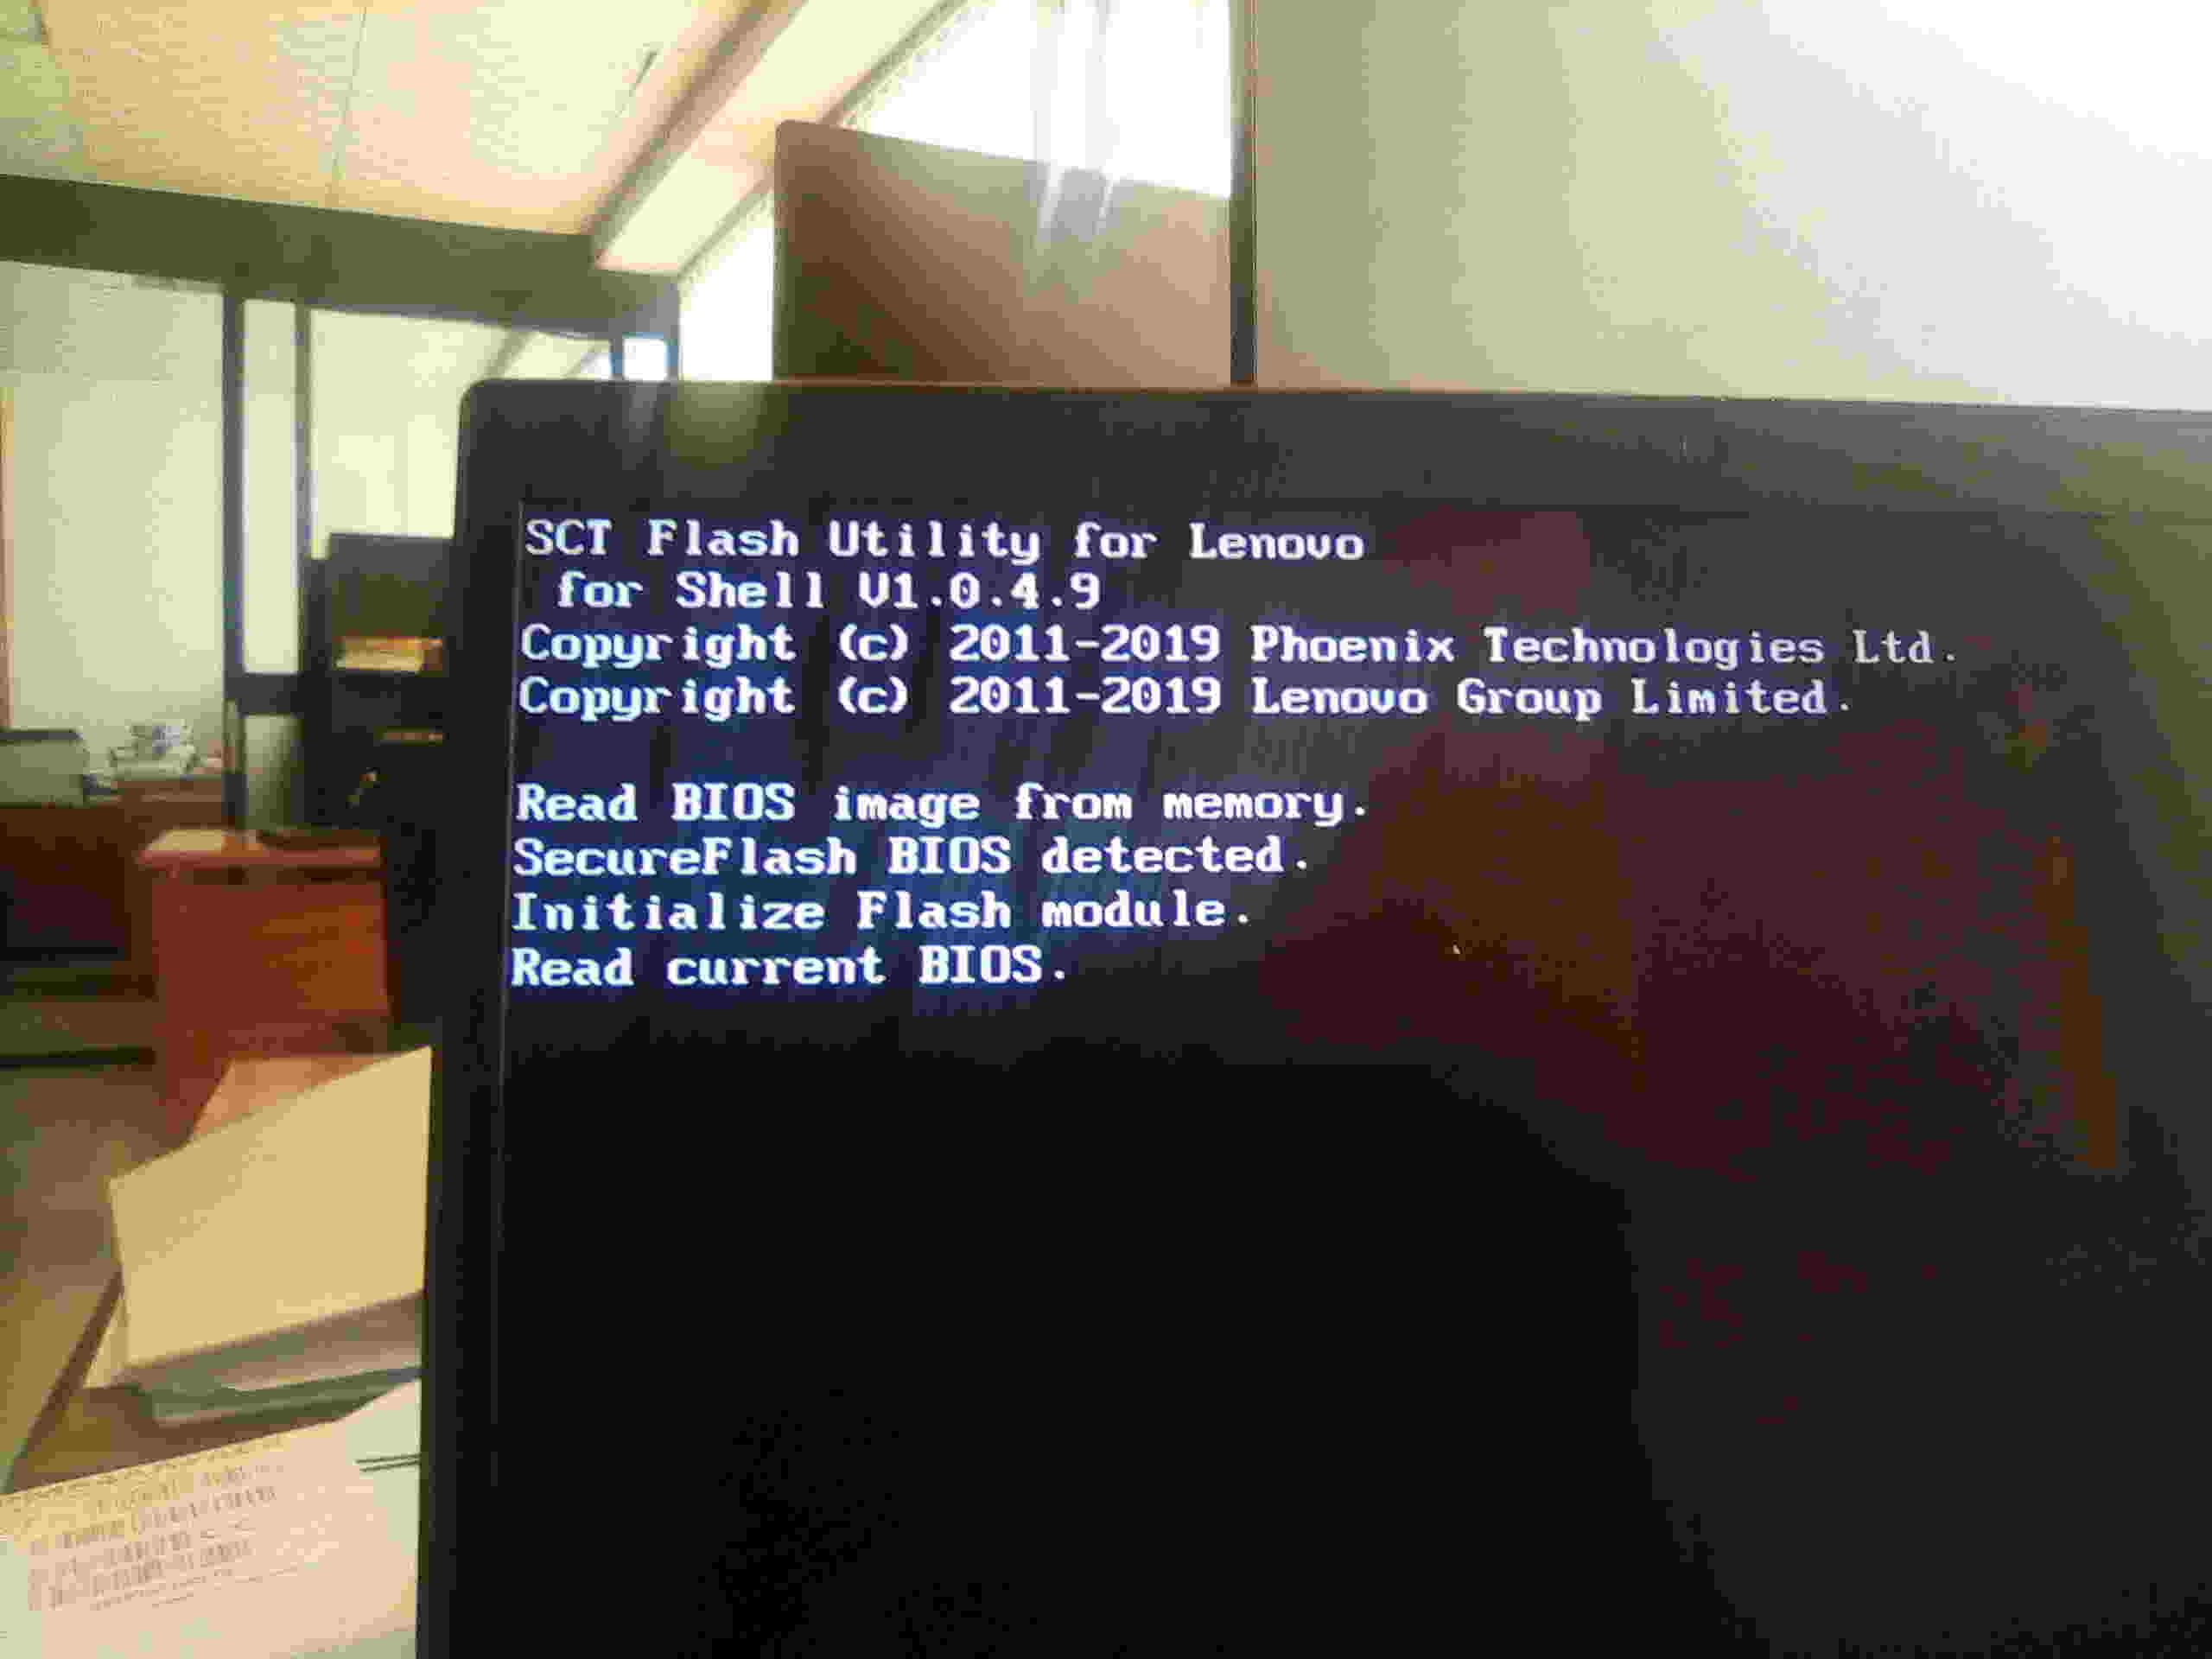 SCT Flash Utility for Lenovo
for Shell V1.0.4.9
Copyright (c) 2011-2019 Phoenix Technologies Ltd.
Copyright (c) 2011-2019 Lenovo Group Limited.
Read BIOS image from memory.
SecureFlash BIOS detected.
Initialize Flash module.
Read current BIOS.